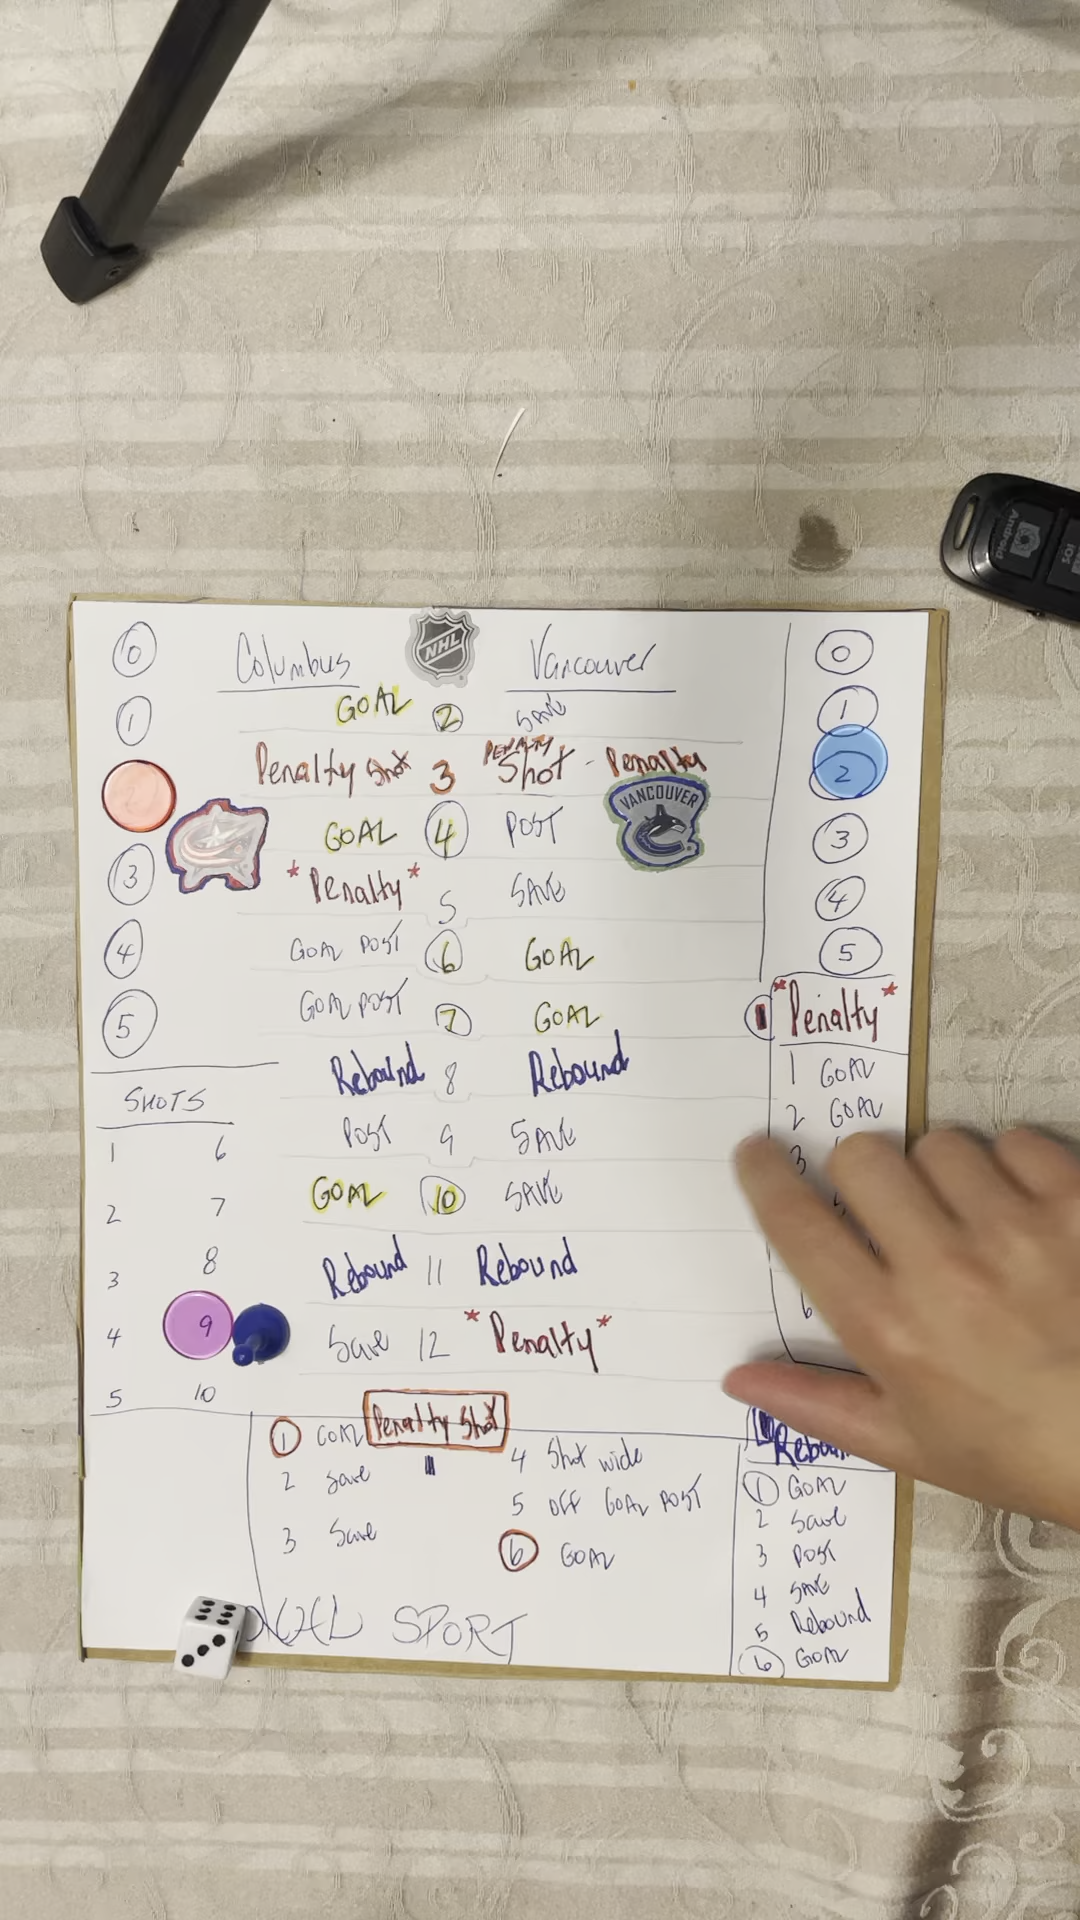 0 Columbus NHL Vancouver 0
1 GOAL 2 SAVE 1
2 Penalty Shot 3 PENALTY Shot - Penalty 2
VANCOUVER
GOAL 4 POST 3
3 *Penalty* 5 SAVE 4
4 GOAL POST 6 GOAL 5
5 GOAL POST 7 GOAL
*Penalty*
Rebound 8 Rebound
1 GOAL
SHOTS
2 GOAL
1 6 POST 9 SAVE
3
2 7 GOAL 10 SAVE
3 8 Rebound 11 Rebound
6
4 9 Save 12 *Penalty*
5 10
Penalty Shot
1 GOAL
2 Save
3 Save
4 Shot wide
5 OFF GOAL POST
6 GOAL
1 GOAL
2 Save
3 POST
4 SAVE
5 Rebound
6 GOAL
NHL SPORT
Android
iOS